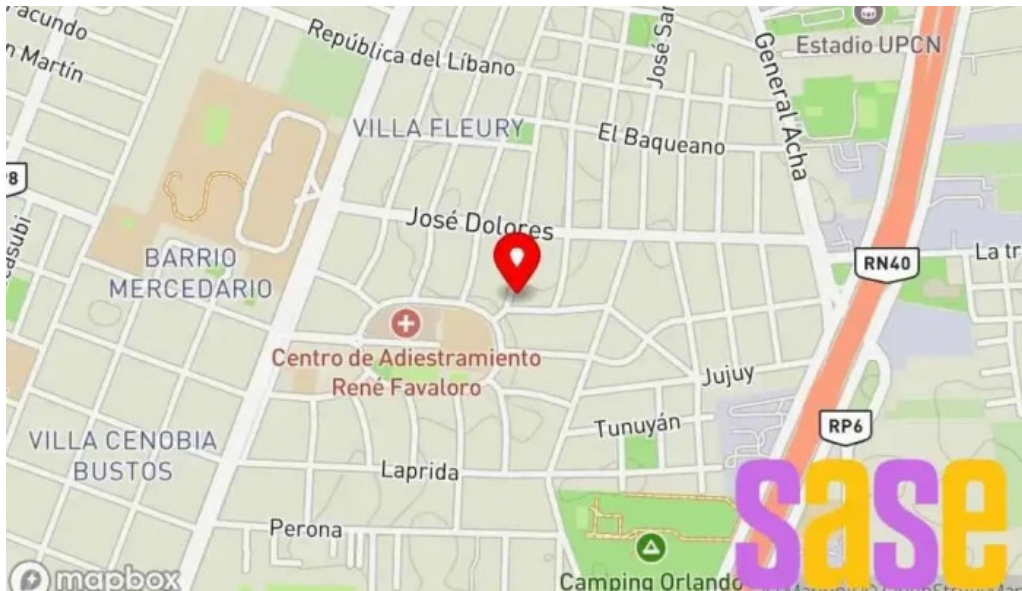 acundo
n Martín
República del Líbano
José Sar
General Acha
Estadio UPCN
VILLA FLEURY
El Baqueano
José Dolores
8
casubi
BARRIO
MERCEDARIO
RN40
La tr
Centro de Adiestramiento
René Favaloro
Jujuy
Tunuyán
RP6
VILLA CENOBIA
BUSTOS
Laprida
Perona
Camping Orlando
sase
mapbox